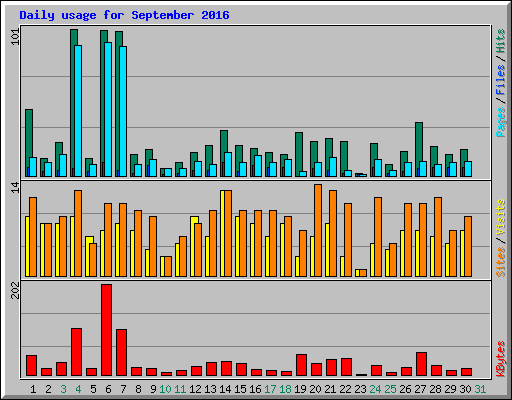 Daily usage for September 2016
101
Pages / Files / Hits
14
Sites / Visits
202
KBytes
1 2 3 4 5 6 7 8 9 10 11 12 13 14 15 16 17 18 19 20 21 22 23 24 25 26 27 28 29 30 31